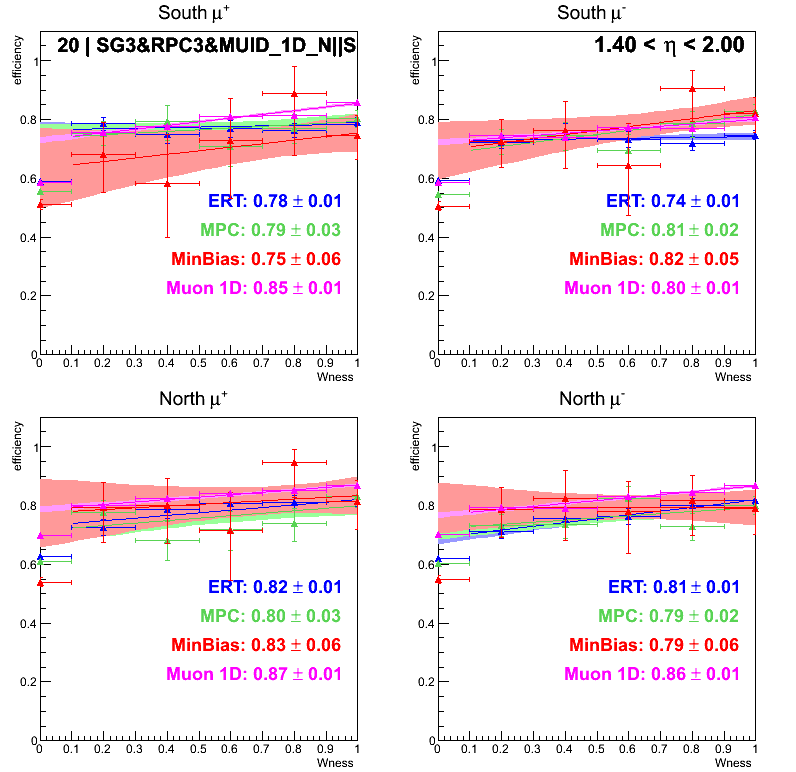 South μ+
efficiency
20 | SG3&RPC3&MUID_1D_N||S
1
0.8
0.6
0.4
0.2
0
ERT: 0.78 ± 0.01
MPC: 0.79 ± 0.03
MinBias: 0.75 ± 0.06
Muon 1D: 0.85 ± 0.01
0 0.1 0.2 0.3 0.4 0.5 0.6 0.7 0.8 0.9 1
Wness
South μ-
efficiency
1.40 < η < 2.00
1
0.8
0.6
0.4
0.2
0
ERT: 0.74 ± 0.01
MPC: 0.81 ± 0.02
MinBias: 0.82 ± 0.05
Muon 1D: 0.80 ± 0.01
0 0.1 0.2 0.3 0.4 0.5 0.6 0.7 0.8 0.9 1
Wness
North μ+
efficiency
1
0.8
0.6
0.4
0.2
0
ERT: 0.82 ± 0.01
MPC: 0.80 ± 0.03
MinBias: 0.83 ± 0.06
Muon 1D: 0.87 ± 0.01
0 0.1 0.2 0.3 0.4 0.5 0.6 0.7 0.8 0.9 1
Wness
North μ-
efficiency
1
0.8
0.6
0.4
0.2
0
ERT: 0.81 ± 0.01
MPC: 0.79 ± 0.02
MinBias: 0.79 ± 0.06
Muon 1D: 0.86 ± 0.01
0 0.1 0.2 0.3 0.4 0.5 0.6 0.7 0.8 0.9 1
Wness